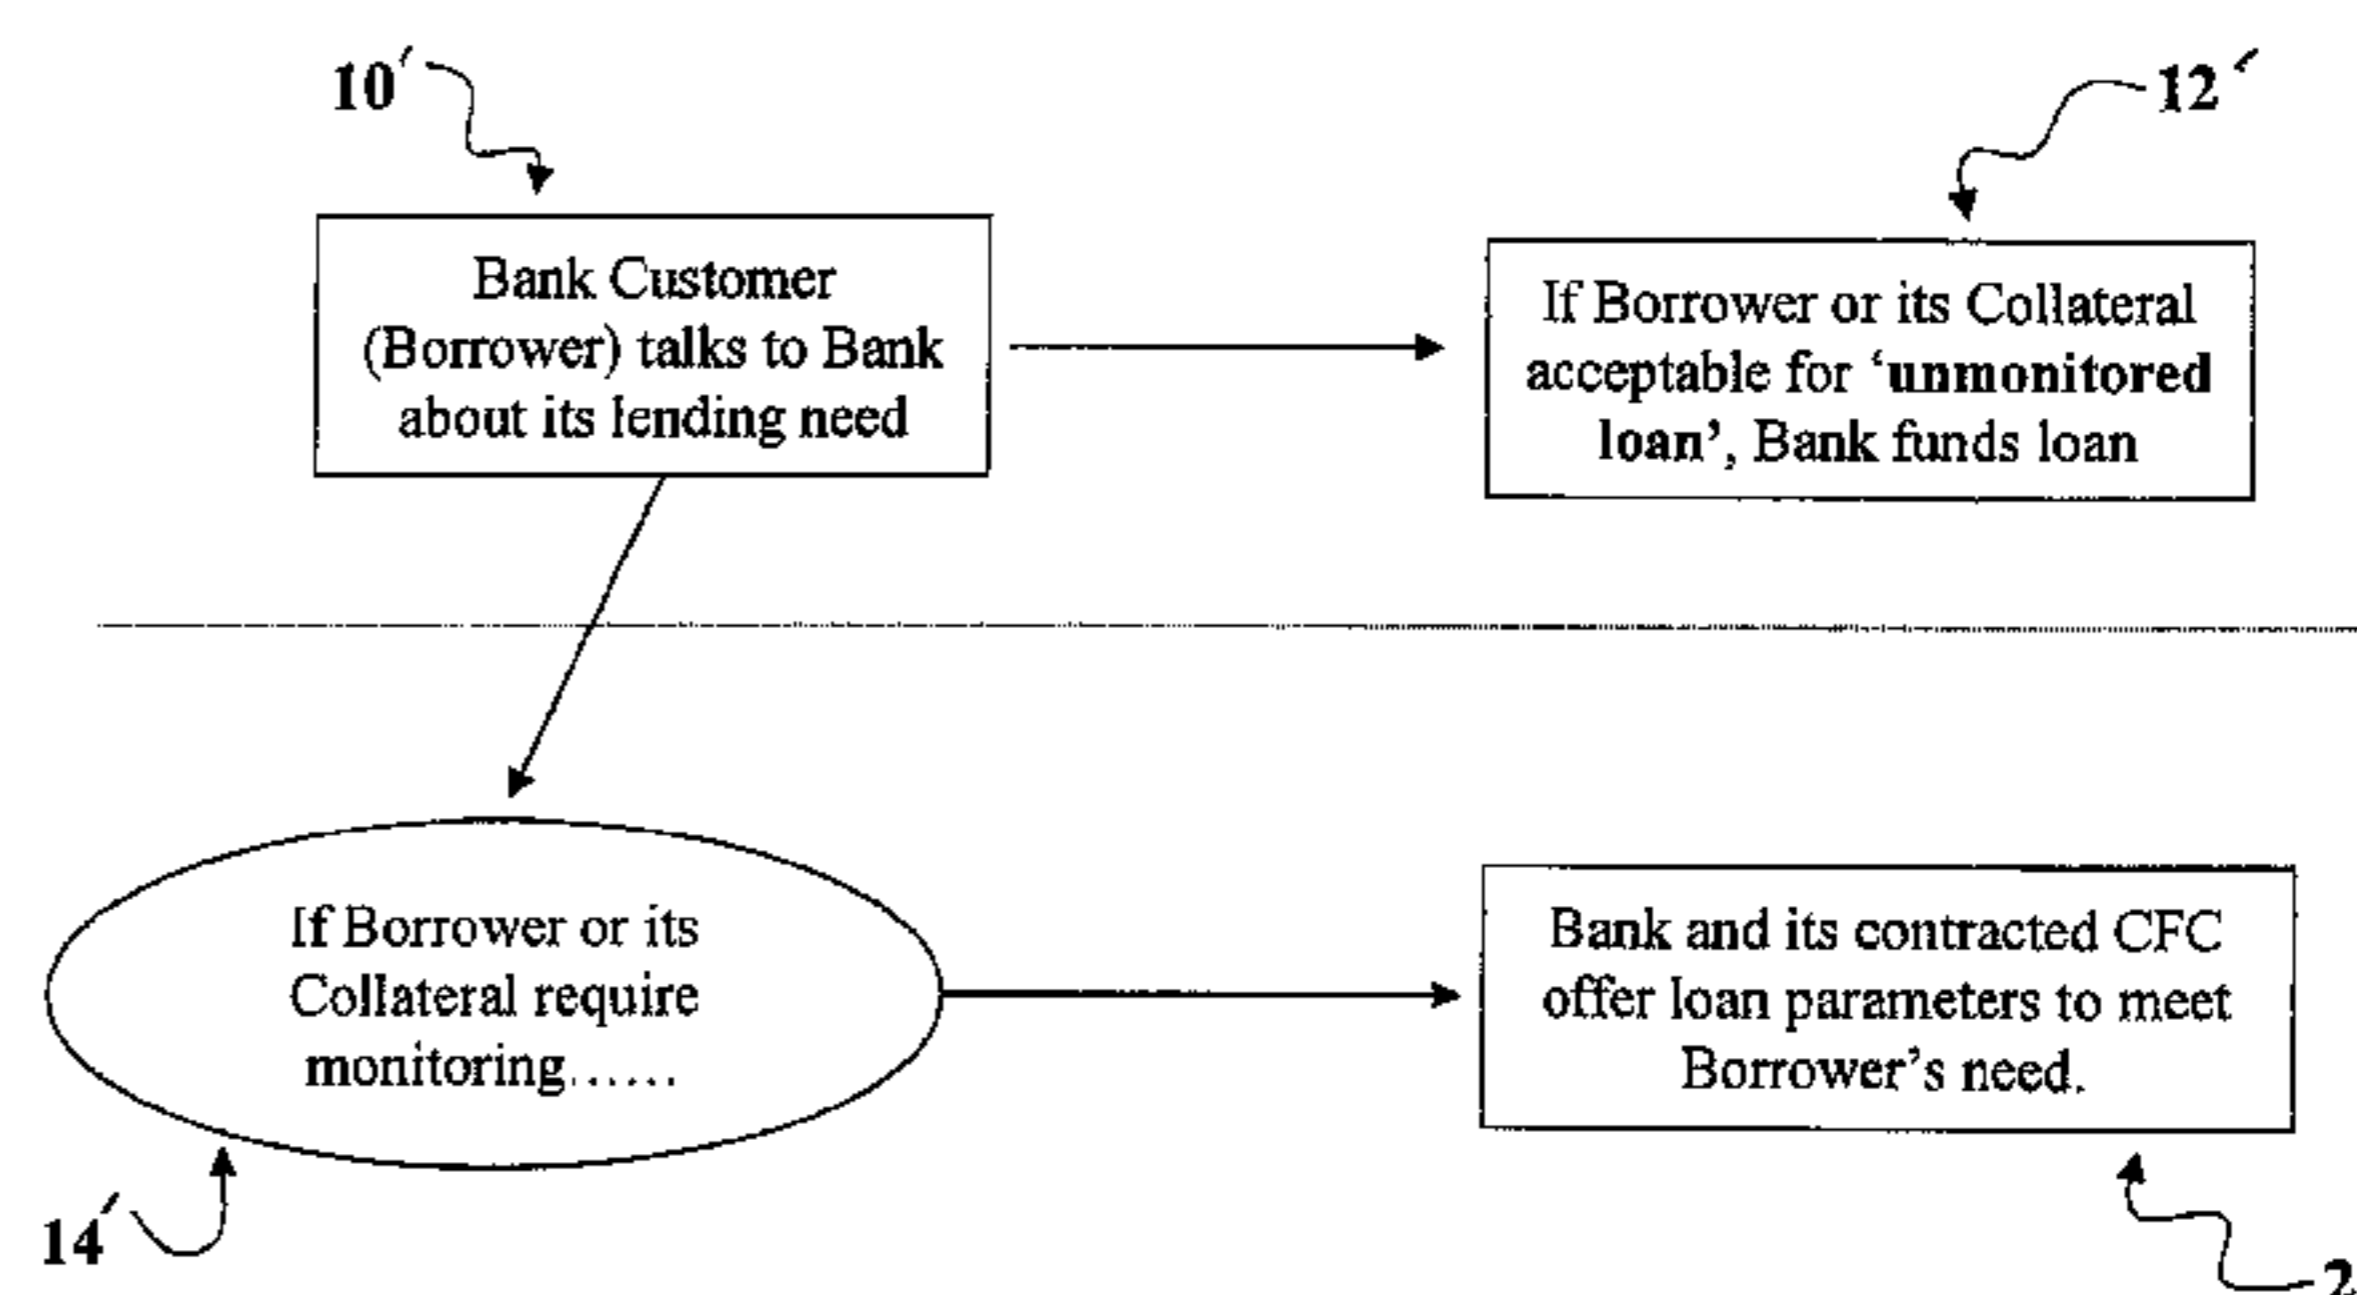 10′
12′
Bank Customer
(Borrower) talks to Bank
about its lending need
If Borrower or its Collateral
acceptable for ‘unmonitored
loan’, Bank funds loan
If Borrower or its
Collateral require
monitoring……
Bank and its contracted CFC
offer loan parameters to meet
Borrower’s need.
14′